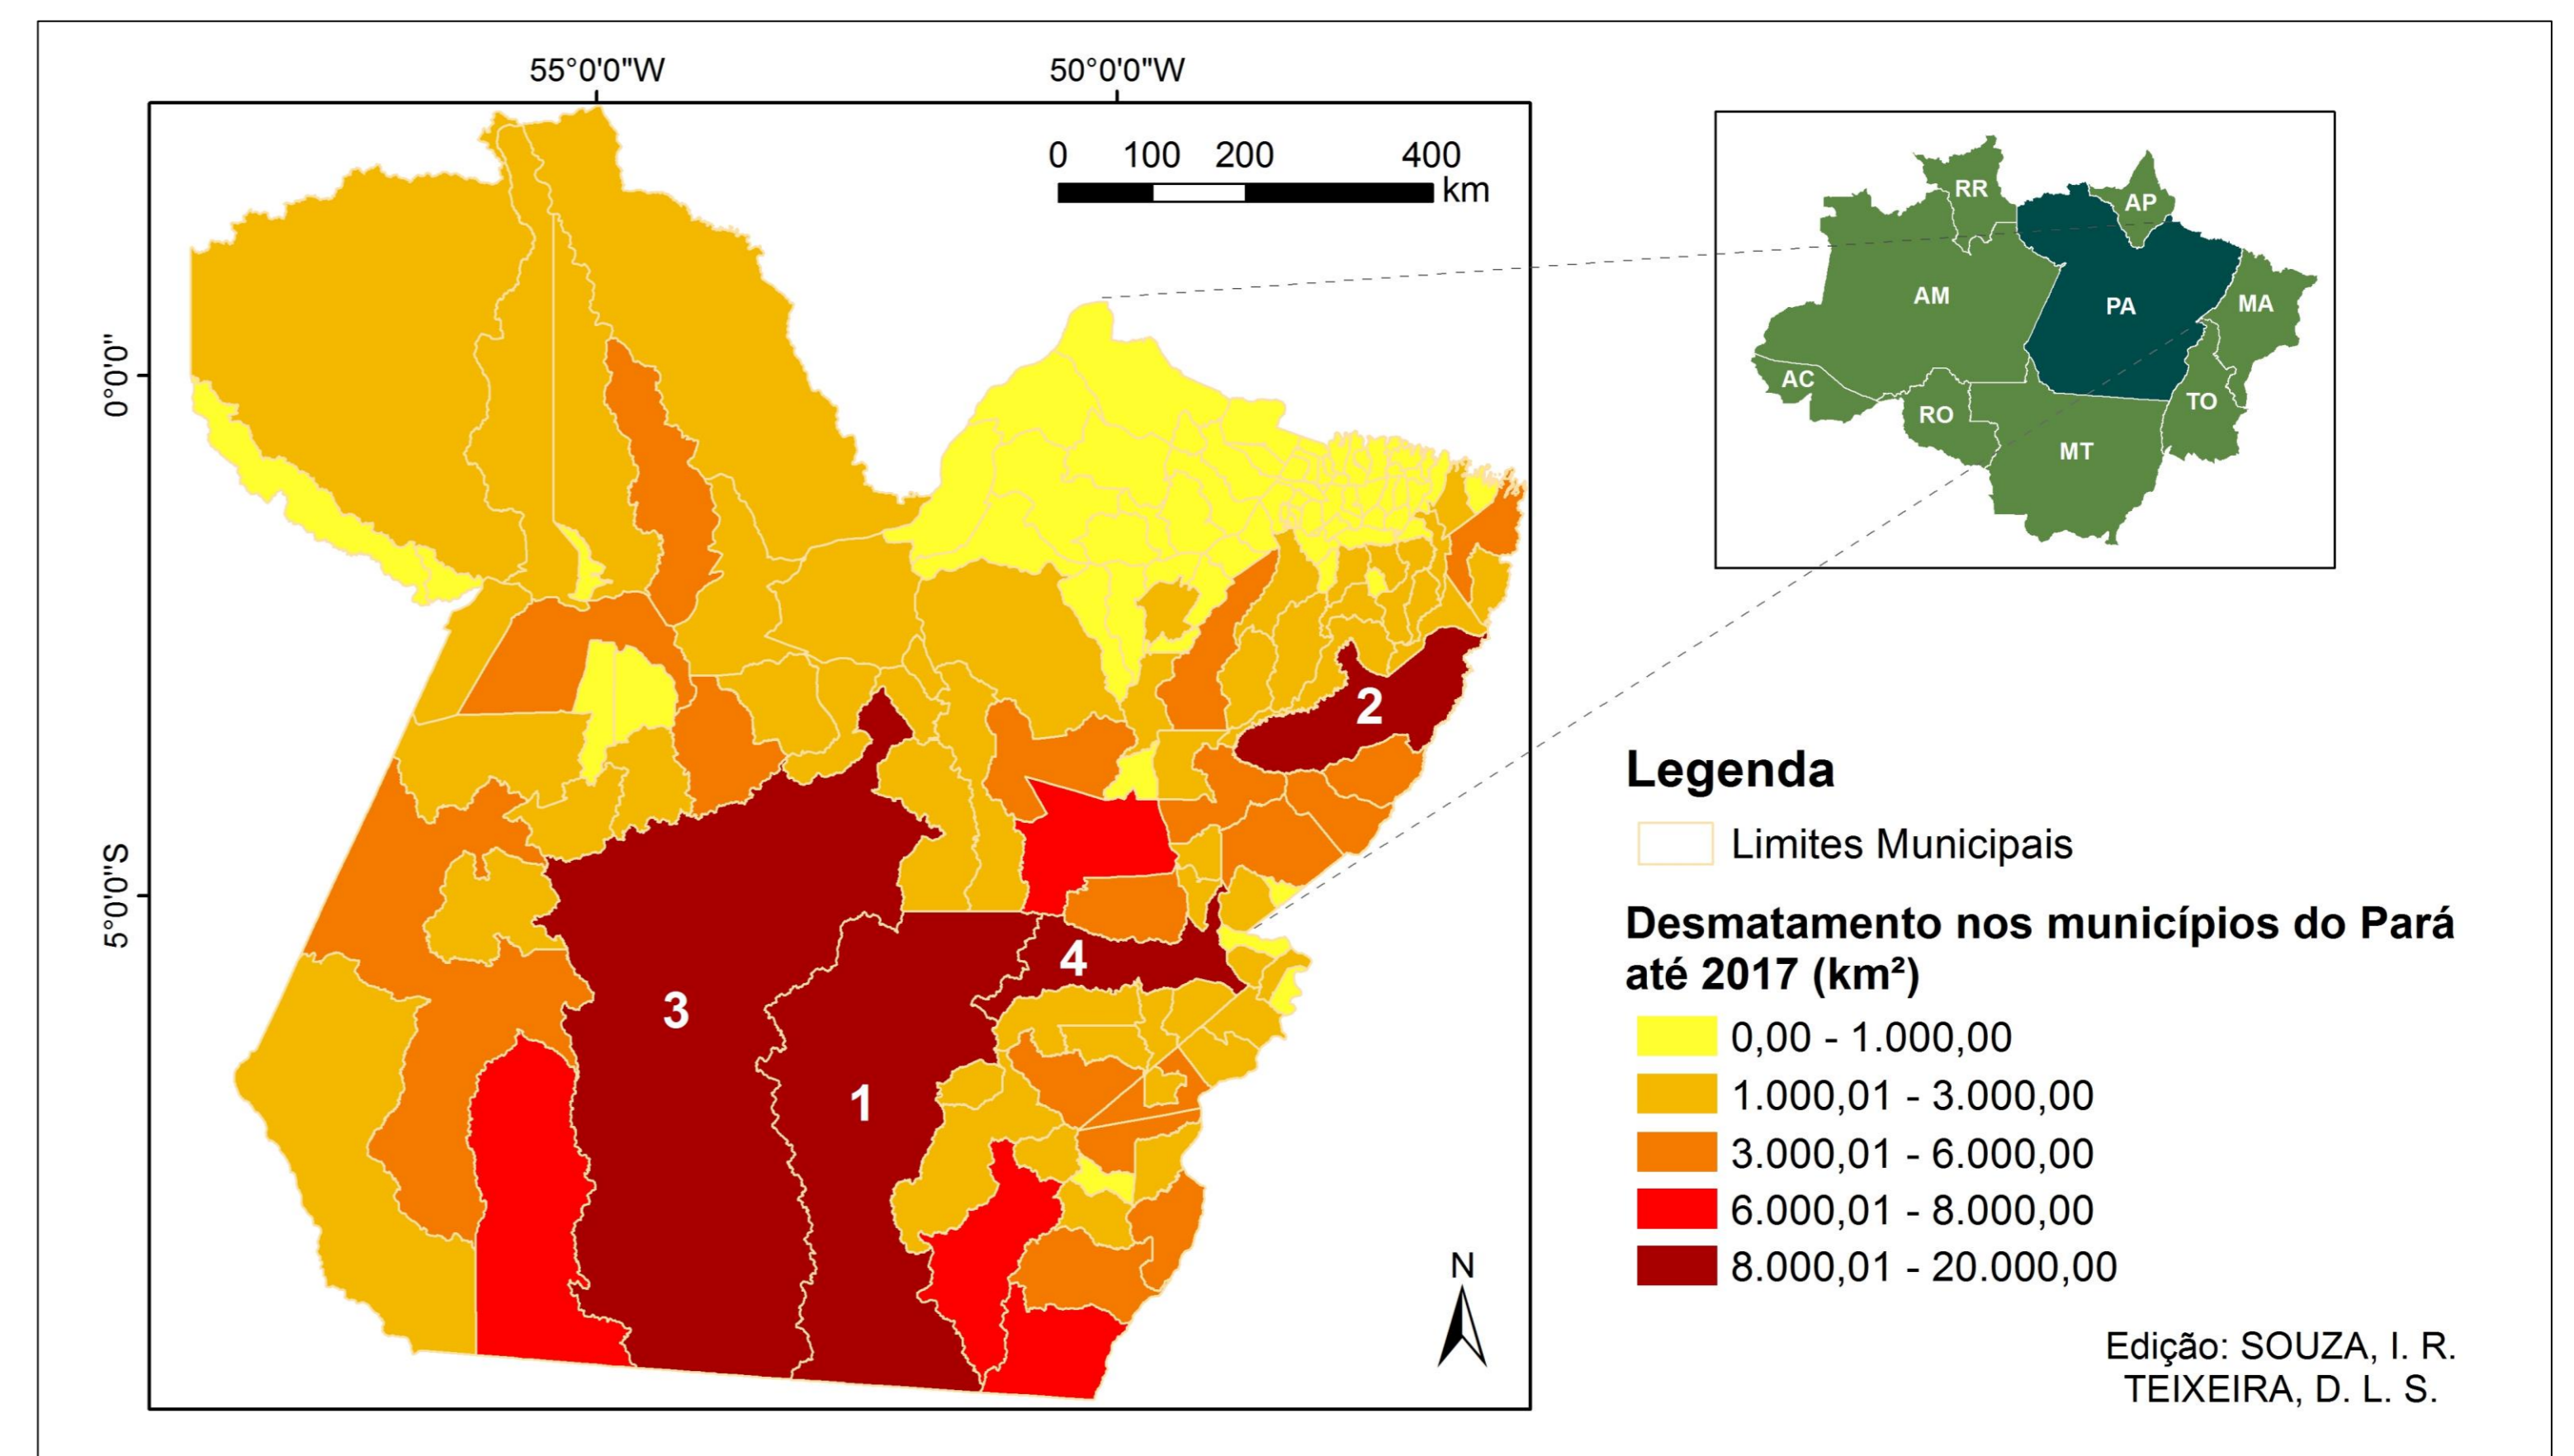 55°0'0"W 50°0'0"W
0 100 200 400
km
0°0'0"
5°0'0"S
2
4
3
1
N
RR
AP
AM
PA
MA
AC
TO
RO
MT
Legenda
Limites Municipais
Desmatamento nos municípios do Pará
até 2017 (km²)
0,00 - 1.000,00
1.000,01 - 3.000,00
3.000,01 - 6.000,00
6.000,01 - 8.000,00
8.000,01 - 20.000,00
Edição: SOUZA, I. R.
TEIXEIRA, D. L. S.